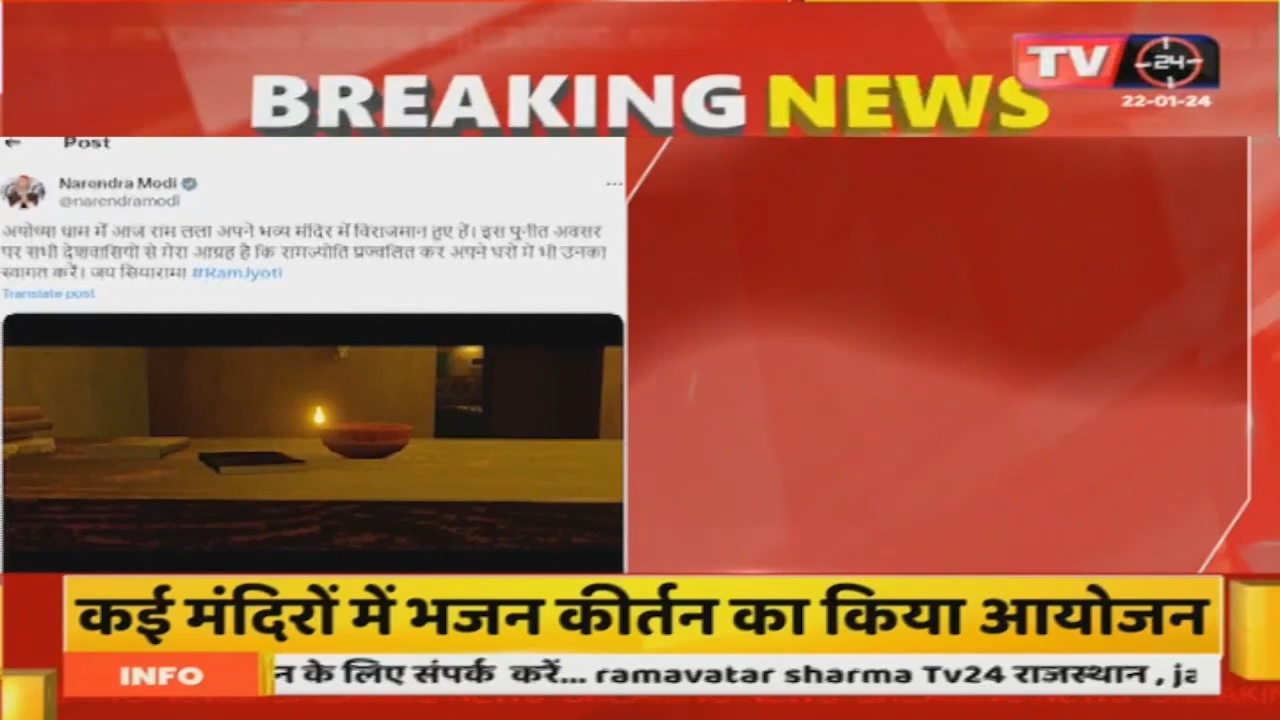 BREAKING NEWS
TV 24
22-01-24
Post
Narendra Modi
@narendramodi
अयोध्या धाम में आज राम लला अपने भव्य मंदिर में विराजमान हुए हैं। इस पुनीत अवसर
पर सभी देशवासियों से मेरा आग्रह है कि रामज्योति प्रज्वलित कर अपने घरों में भी उनका
स्वागत करें। जय सियाराम! #RamJyoti
Translate post
कई मंदिरों में भजन कीर्तन का किया आयोजन
INFO
न के लिए संपर्क करें... ramavatar sharma Tv24 राजस्थान , ja